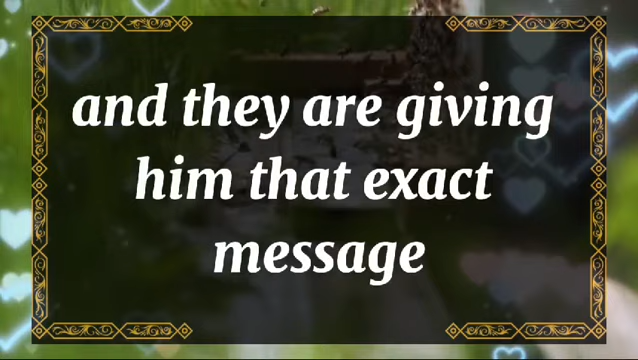 and they are giving
him that exact
message